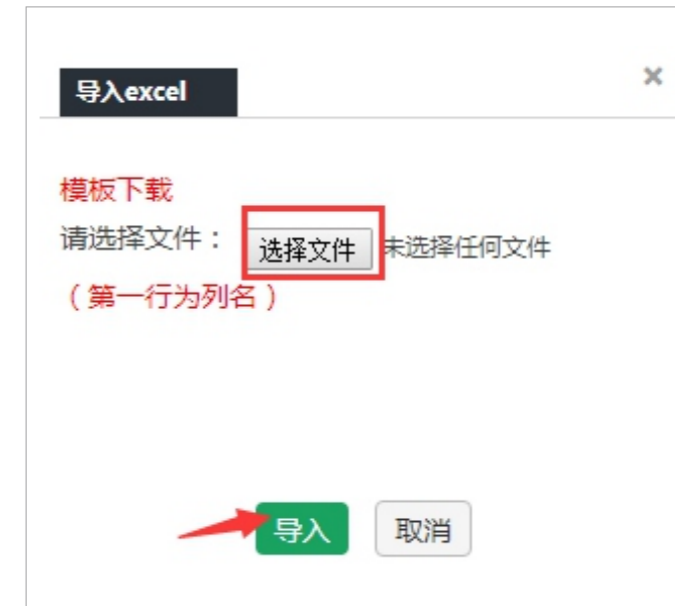 导入excel
×
模板下载
请选择文件： 选择文件 未选择任何文件
（第一行为列名）
导入 取消